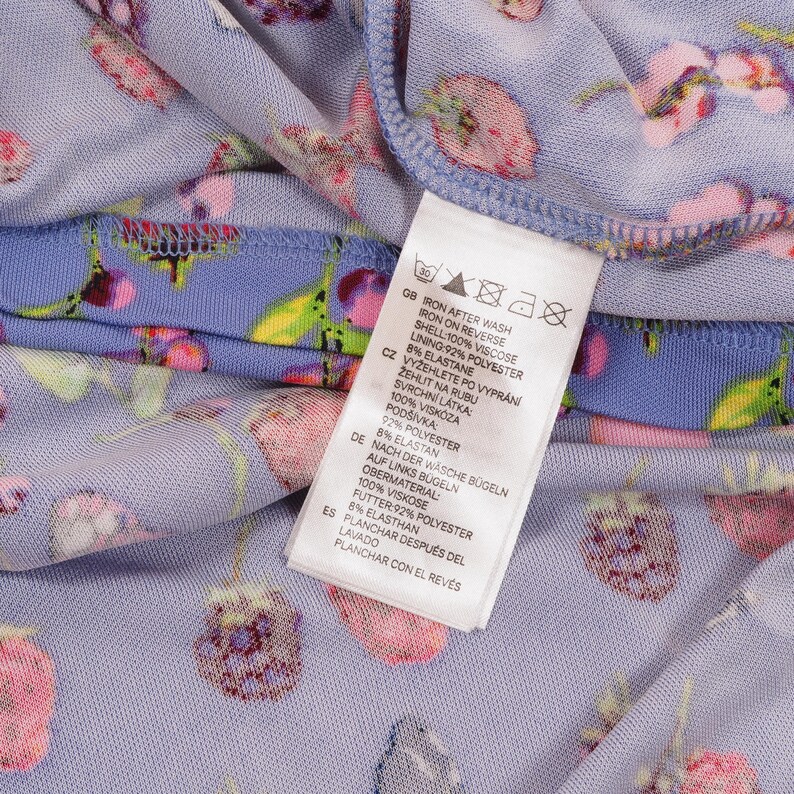 30
GB IRON AFTER WASH
IRON ON REVERSE
SHELL:100% VISCOSE
LINING:92% POLYESTER
8% ELASTANE
CZ VYŽEHLETE PO VYPRÁNÍ
ŽEHLIT NA RUBU
SVRCHNÍ LÁTKA:
100% VISKÓZA
PODŠÍVKA:
92% POLYESTER
8% ELASTAN
DE NACH DER WÄSCHE BÜGELN
AUF LINKS BÜGELN
OBERMATERIAL:
100% VISKOSE
FUTTER:92% POLYESTER
8% ELASTHAN
ES PLANCHAR DESPUÉS DEL
LAVADO
PLANCHAR CON EL REVÉS